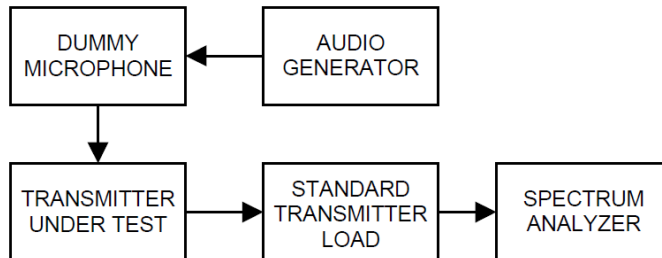 DUMMY
MICROPHONE
AUDIO
GENERATOR
TRANSMITTER
UNDER TEST
STANDARD
TRANSMITTER
LOAD
SPECTRUM
ANALYZER